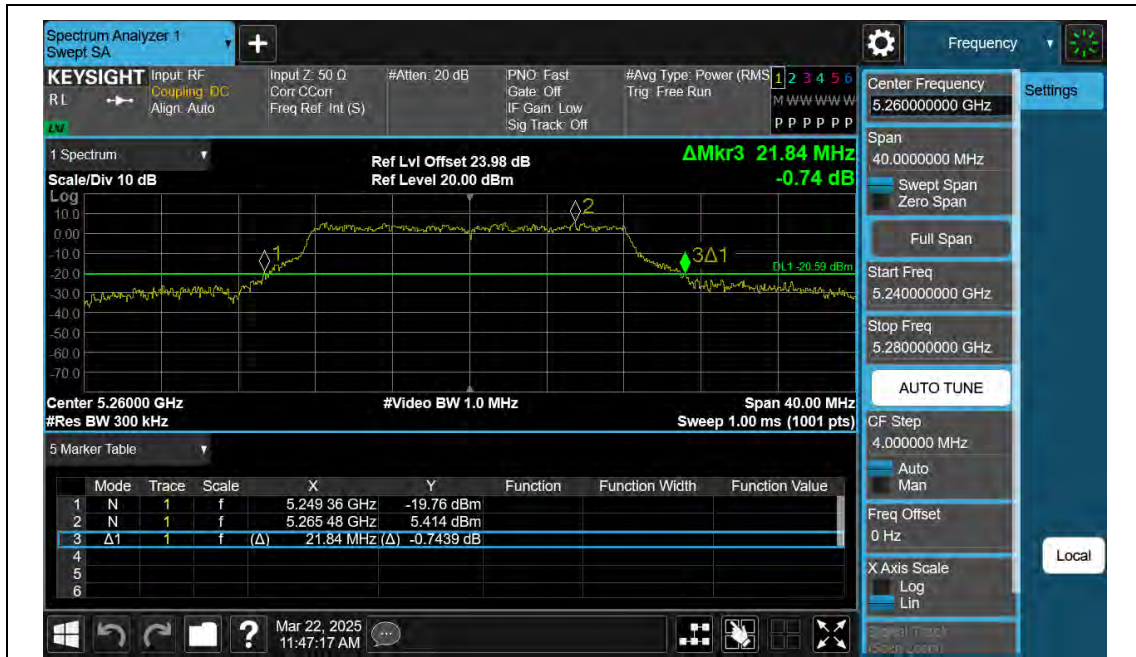 Spectrum Analyzer 1
Swept SA
+
Frequency
KEYSIGHT
RL
LNI
Input: RF
Coupling: DC
Align: Auto
Input Z: 50 Ω
Corr CCorr
Freq Ref: Int (S)
#Atten: 20 dB
PNO: Fast
Gate: Off
IF Gain: Low
Sig Track: Off
#Avg Type: Power (RMS
Trig: Free Run
1 2 3 4 5 6
M W W W W W
P P P P P P
1 Spectrum
Scale/Div 10 dB
Ref Lvl Offset 23.98 dB
Ref Level 20.00 dBm
ΔMkr3 21.84 MHz
-0.74 dB
Log
10.0
0.00
-10.0
-20.0
-30.0
-40.0
-50.0
-60.0
-70.0
1
2
3Δ1
DL1 -20.59 dBm
Center 5.26000 GHz
#Video BW 1.0 MHz
Span 40.00 MHz
#Res BW 300 kHz
Sweep 1.00 ms (1001 pts)
5 Marker Table
Mode Trace Scale X Y Function Function Width Function Value
1 N 1 f 5.249 36 GHz -19.76 dBm
2 N 1 f 5.265 48 GHz 5.414 dBm
3 Δ1 1 f (Δ) 21.84 MHz (Δ) -0.7439 dB
4
5
6
Mar 22, 2025
11:47:17 AM
?
Center Frequency
5.260000000 GHz
Settings
Span
40.0000000 MHz
Swept Span
Zero Span
Full Span
Start Freq
5.240000000 GHz
Stop Freq
5.280000000 GHz
AUTO TUNE
CF Step
4.000000 MHz
Auto
Man
Freq Offset
0 Hz
X Axis Scale
Log
Lin
Local
Signal Track
(Span Zoom)